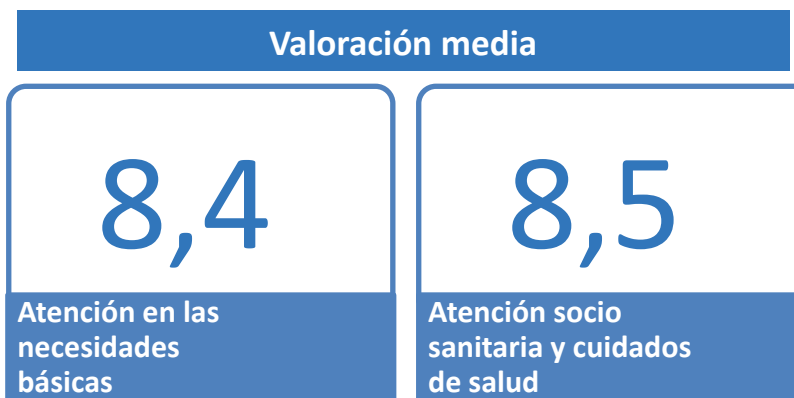 Valoración media
8,4
Atención en las
necesidades
básicas
8,5
Atención socio
sanitaria y cuidados
de salud